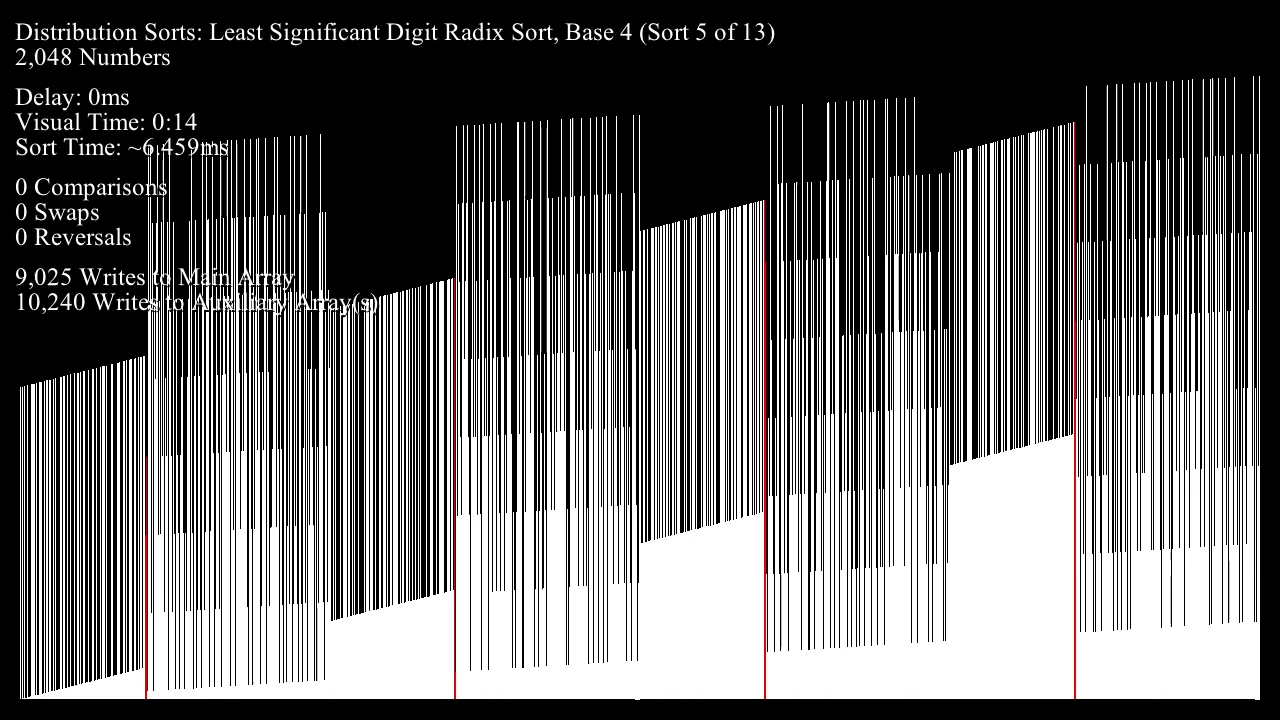 Distribution Sorts: Least Significant Digit Radix Sort, Base 4 (Sort 5 of 13)
2,048 Numbers
Delay: 0ms
Visual Time: 0:14
Sort Time: ~6.459ms
0 Comparisons
0 Swaps
0 Reversals
9,025 Writes to Main Array
10,240 Writes to Auxiliary Array(s)